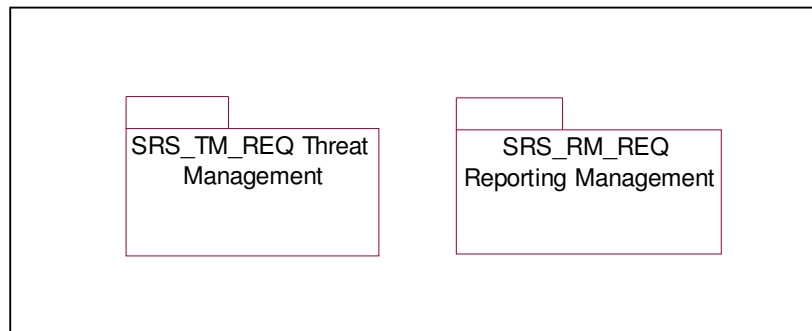 SRS_TM_REQ Threat
Management
SRS_RM_REQ
Reporting Management